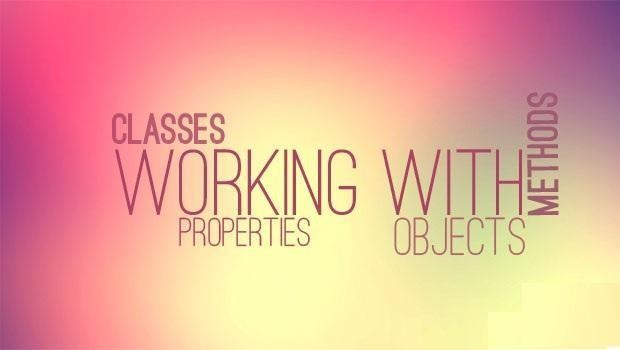 CLASSES
WORKING WITH
METHODS
PROPERTIES
OBJECTS